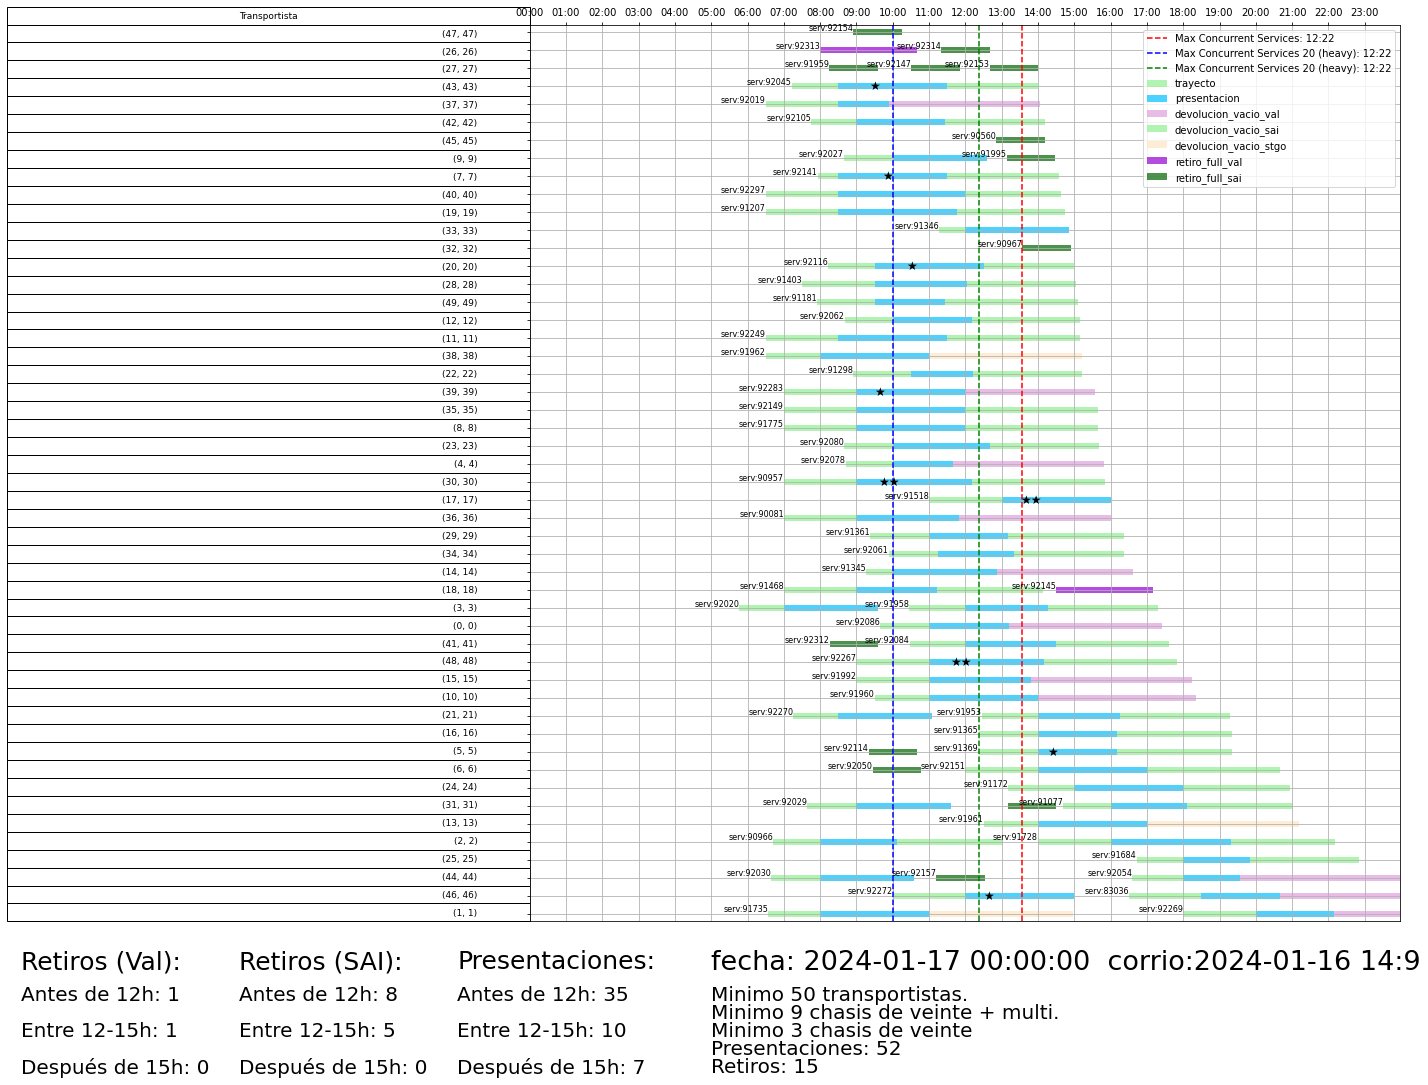 Transportista
00:00 01:00 02:00 03:00 04:00 05:00 06:00 07:00 08:00 09:00 10:00 11:00 12:00 13:00 14:00 15:00 16:00 17:00 18:00 19:00 20:00 21:00 22:00 23:00
Max Concurrent Services: 12:22
Max Concurrent Services 20 (heavy): 12:22
Max Concurrent Services 20 (heavy): 12:22
trayecto
presentacion
devolucion_vacio_val
devolucion_vacio_sai
devolucion_vacio_stgo
retiro_full_val
retiro_full_sai
(47, 47) serv:92154
(26, 26) serv:92313 serv:92314
(27, 27) serv:91959 serv:92147 serv:92153
(43, 43) serv:92045
(37, 37) serv:92019
(42, 42) serv:92105
(45, 45) serv:90560
(9, 9) serv:92027 serv:91995
(7, 7) serv:92141
(40, 40) serv:92297
(19, 19) serv:91207
(33, 33) serv:91346
(32, 32) serv:90967
(20, 20) serv:92116
(28, 28) serv:91403
(49, 49) serv:91181
(12, 12) serv:92062
(11, 11) serv:92249
(38, 38) serv:91962
(22, 22) serv:91298
(39, 39) serv:92283
(35, 35) serv:92149
(8, 8) serv:91775
(23, 23) serv:92080
(4, 4) serv:92078
(30, 30) serv:90957
(17, 17) serv:91518
(36, 36) serv:90081
(29, 29) serv:91361
(34, 34) serv:92061
(14, 14) serv:91345
(18, 18) serv:91468 serv:92145
(3, 3) serv:92020 serv:91958
(0, 0) serv:92086
(41, 41) serv:92312 serv:92084
(48, 48) serv:92267
(15, 15) serv:91992
(10, 10) serv:91960
(21, 21) serv:92270 serv:91953
(16, 16) serv:91365
(5, 5) serv:92114 serv:91369
(6, 6) serv:92050 serv:92151
(24, 24) serv:91172
(31, 31) serv:92029 serv:91077
(13, 13) serv:91961
(2, 2) serv:90966 serv:91728
(25, 25) serv:91684
(44, 44) serv:92030 serv:92157 serv:92054
(46, 46) serv:92272 serv:83036
(1, 1) serv:91735 serv:92269
Retiros (Val):
Antes de 12h: 1
Entre 12-15h: 1
Después de 15h: 0
Retiros (SAI):
Antes de 12h: 8
Entre 12-15h: 5
Después de 15h: 0
Presentaciones:
Antes de 12h: 35
Entre 12-15h: 10
Después de 15h: 7
fecha: 2024-01-17 00:00:00 corrio:2024-01-16 14:9
Minimo 50 transportistas.
Minimo 9 chasis de veinte + multi.
Minimo 3 chasis de veinte
Presentaciones: 52
Retiros: 15